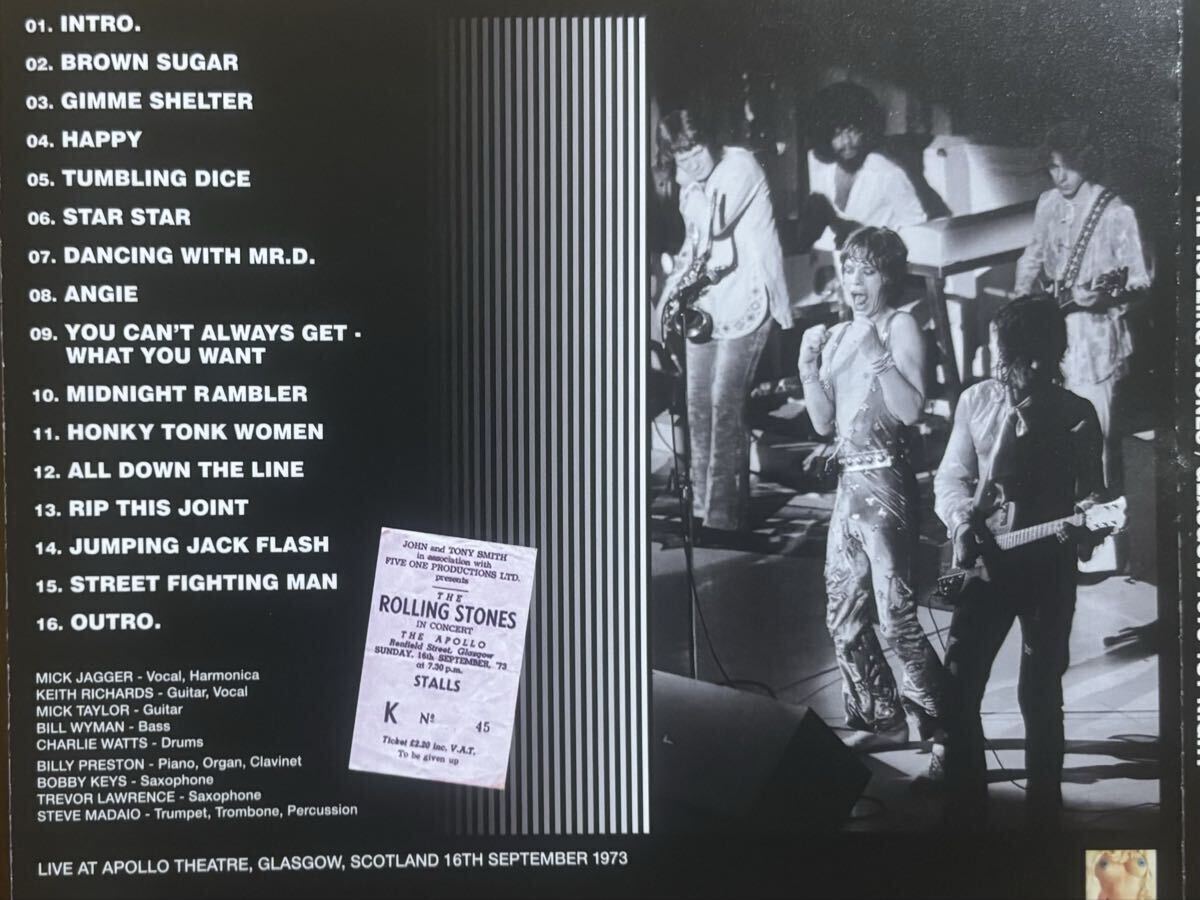 01. INTRO.
02. BROWN SUGAR
03. GIMME SHELTER
04. HAPPY
05. TUMBLING DICE
06. STAR STAR
07. DANCING WITH MR.D.
08. ANGIE
09. YOU CAN'T ALWAYS GET -
WHAT YOU WANT
10. MIDNIGHT RAMBLER
11. HONKY TONK WOMEN
12. ALL DOWN THE LINE
13. RIP THIS JOINT
14. JUMPING JACK FLASH
15. STREET FIGHTING MAN
16. OUTRO.
MICK JAGGER - Vocal, Harmonica
KEITH RICHARDS - Guitar, Vocal
MICK TAYLOR - Guitar
BILL WYMAN - Bass
CHARLIE WATTS - Drums
BILLY PRESTON - Piano, Organ, Clavinet
BOBBY KEYS - Saxophone
TREVOR LAWRENCE - Saxophone
STEVE MADAIO - Trumpet, Trombone, Percussion
LIVE AT APOLLO THEATRE, GLASGOW, SCOTLAND 16TH SEPTEMBER 1973
JOHN and TONY SMITH
in association with
FIVE ONE PRODUCTIONS LTD.
presents
THE
ROLLING STONES
IN CONCERT
THE APOLLO
Renfield Street, Glasgow
SUNDAY, 16th SEPTEMBER, '73
at 7.30 p.m.
STALLS
K Nº 45
Ticket £2.20 inc. V.A.T.
To be given up